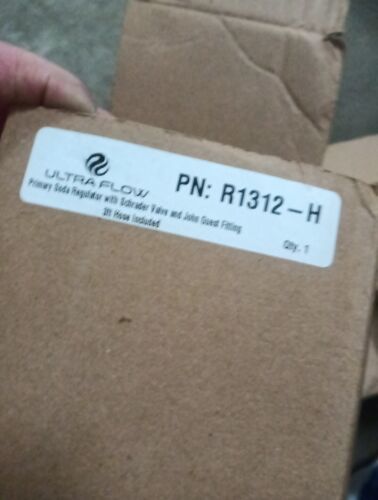 ULTRA FLOW
PN: R1312-H
Primary Soda Regulator with Schrader Valve and John Guest Fitting
3ft Hose Included
Qty. 1